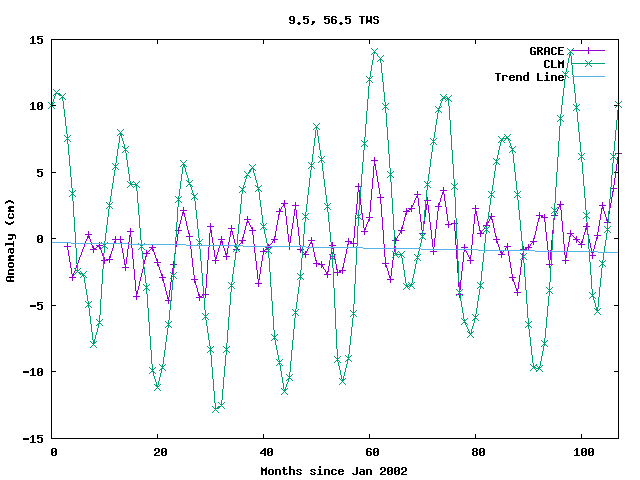 9.5, 56.5 TWS
GRACE
CLM
Trend Line
15
10
5
0
-5
-10
-15
Anomaly (cm)
0 20 40 60 80 100
Months since Jan 2002